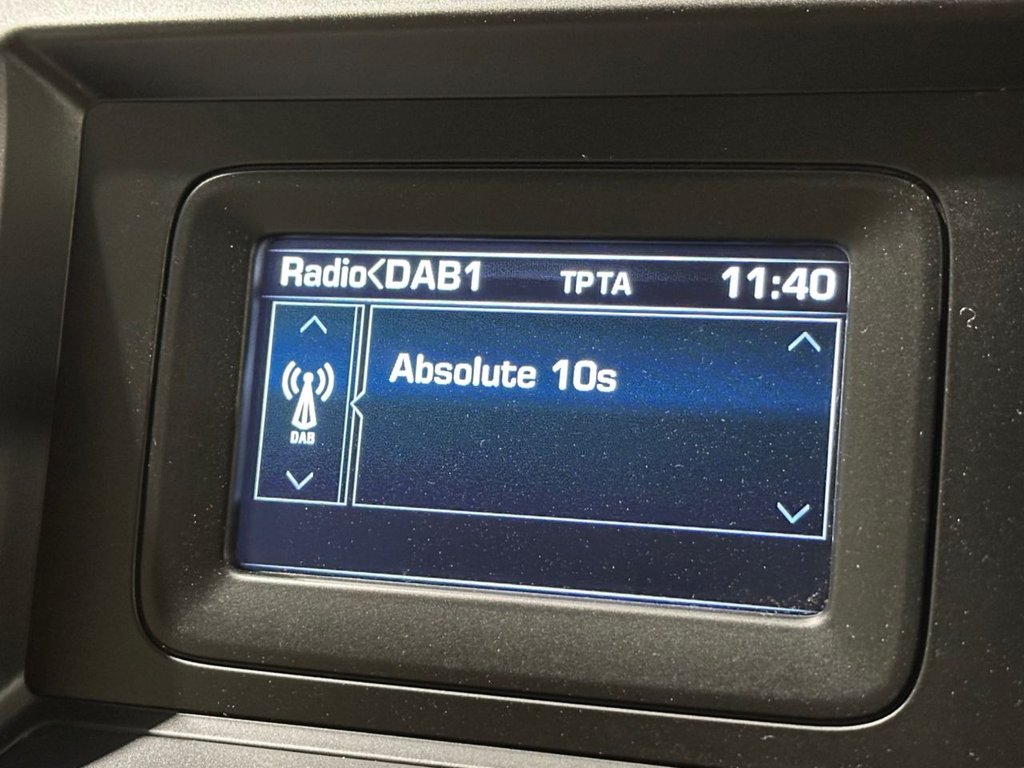 Radio<DAB1 TPTA 11:40
Absolute 10s
DAB